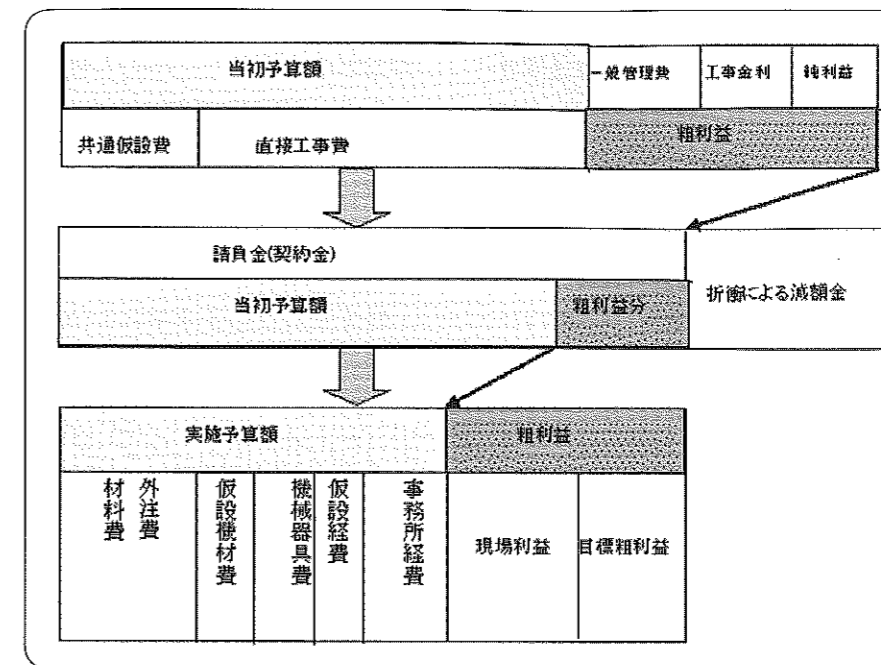 当初予算額
一般管理費
工事金利
純利益
共通仮設費
直接工事費
粗利益
請負金(契約金)
折衝による減額金
当初予算額
粗利益分
実施予算額
粗利益
材料費
外注費
仮設機材費
機械器具費
仮設経費
事務所経費
現場利益
目標粗利益